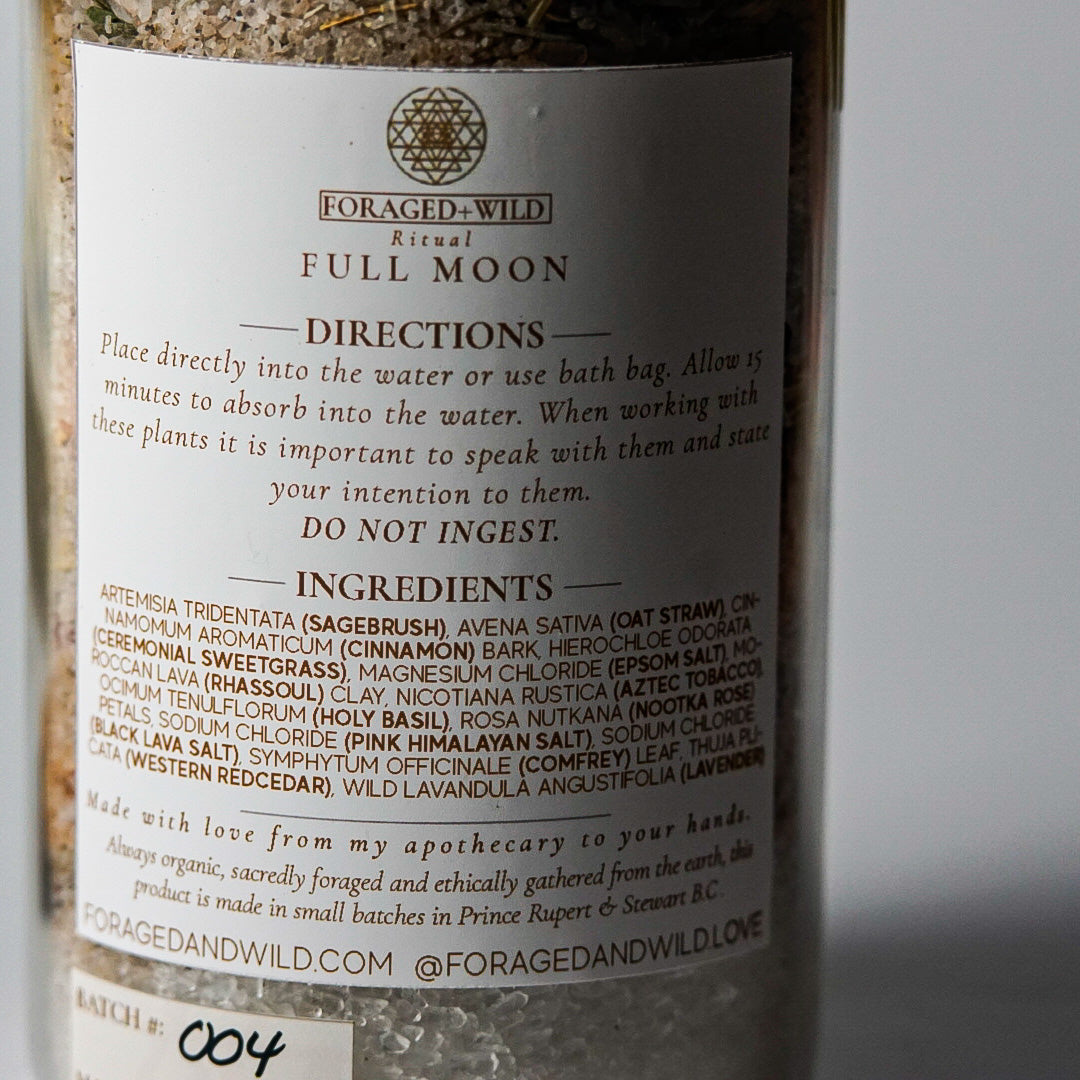 FORAGED+WILD
Ritual
FULL MOON
DIRECTIONS
Place directly into the water or use bath bag. Allow 15
minutes to absorb into the water. When working with
these plants it is important to speak with them and state
your intention to them.
DO NOT INGEST.
INGREDIENTS
ARTEMISIA TRIDENTATA (SAGEBRUSH), AVENA SATIVA (OAT STRAW), CIN-
NAMOMUM AROMATICUM (CINNAMON) BARK, HIEROCHLOE ODORATA
(CEREMONIAL SWEETGRASS), MAGNESIUM CHLORIDE (EPSOM SALT), MO-
ROCCAN LAVA (RHASSOUL) CLAY, NICOTIANA RUSTICA (AZTEC TOBACCO),
OCIMUM TENULFLORUM (HOLY BASIL), ROSA NUTKANA (NOOTKA ROSE)
PETALS, SODIUM CHLORIDE (PINK HIMALAYAN SALT), SODIUM CHLORIDE
(BLACK LAVA SALT), SYMPHYTUM OFFICINALE (COMFREY) LEAF, THUJA PLI-
CATA (WESTERN REDCEDAR), WILD LAVANDULA ANGUSTIFOLIA (LAVENDER)
Made with love from my apothecary to your hands.
Always organic, sacredly foraged and ethically gathered from the earth, this
product is made in small batches in Prince Rupert & Stewart B.C.
FORAGEDANDWILD.COM @FORAGEDANDWILD.LOVE
BATCH #: 004